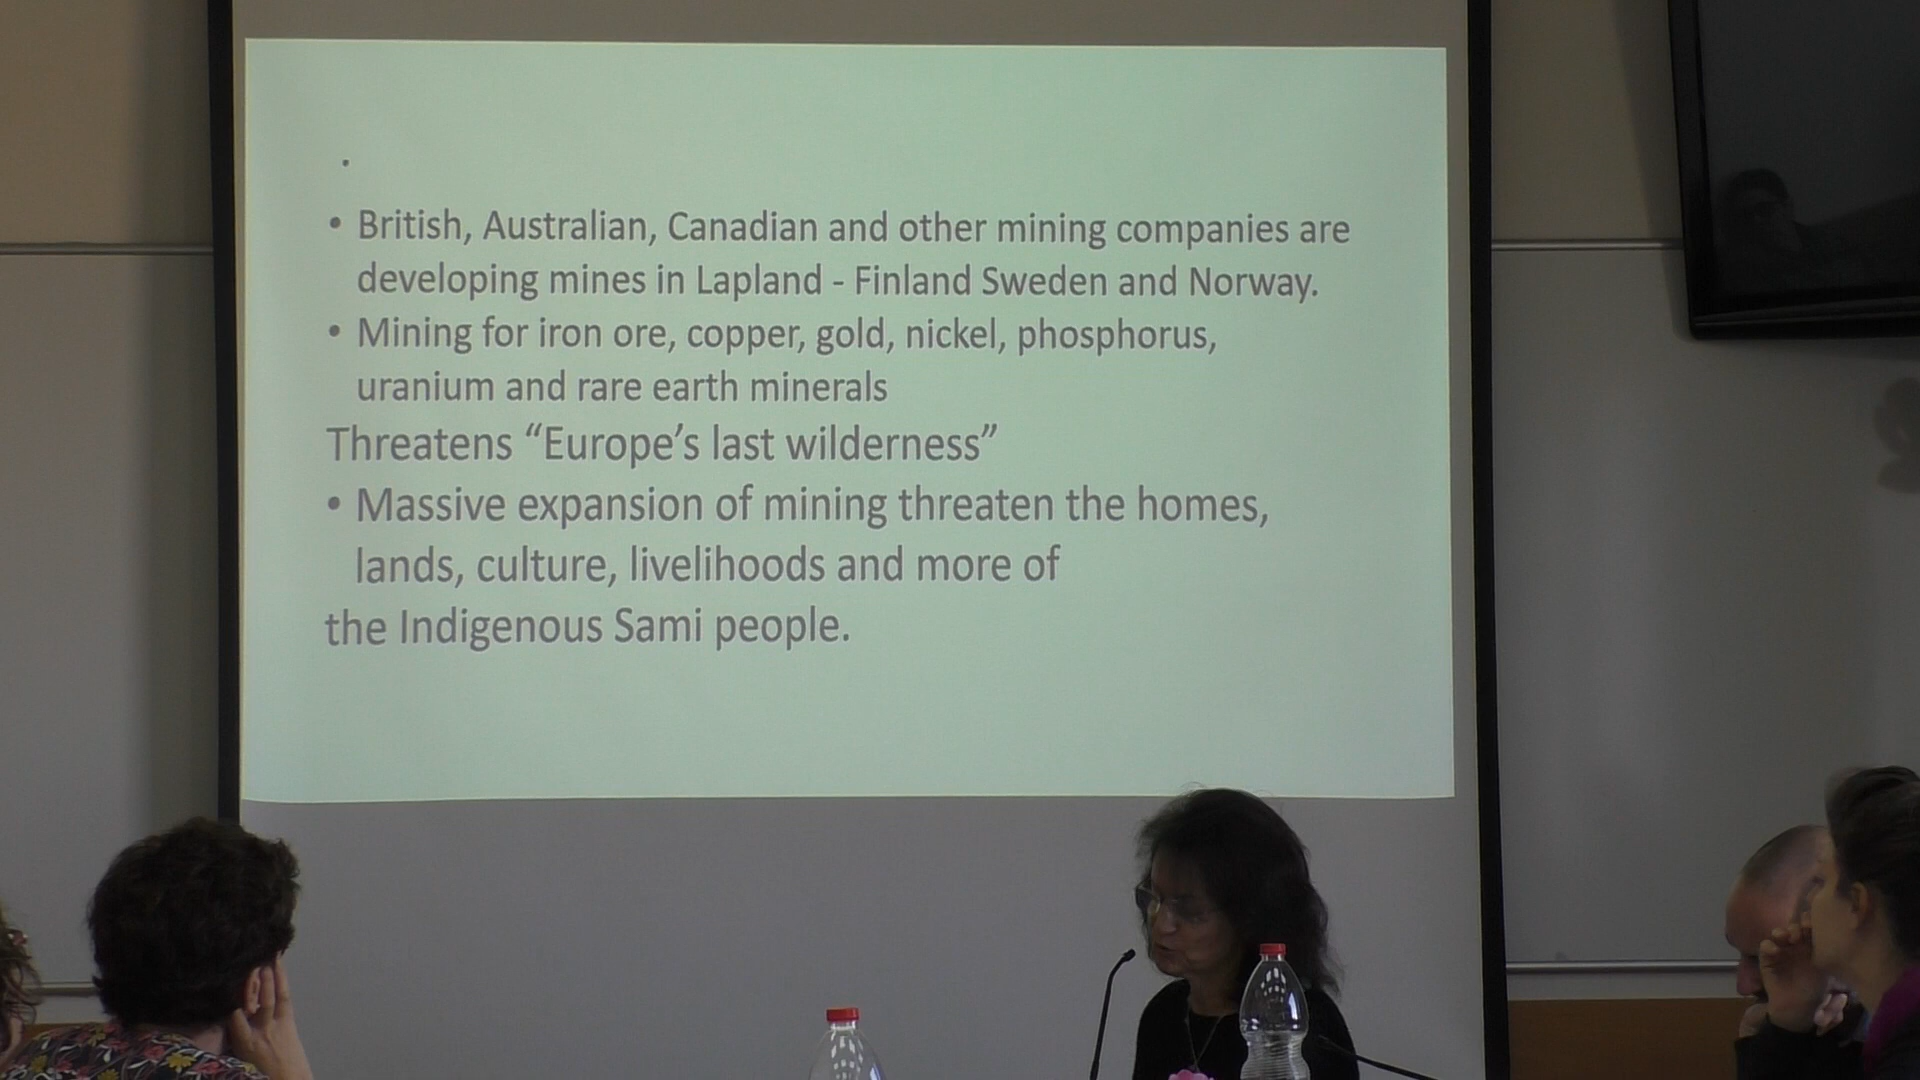 .
• British, Australian, Canadian and other mining companies are
developing mines in Lapland - Finland Sweden and Norway.
• Mining for iron ore, copper, gold, nickel, phosphorus,
uranium and rare earth minerals
Threatens “Europe’s last wilderness”
• Massive expansion of mining threaten the homes,
lands, culture, livelihoods and more of
the Indigenous Sami people.